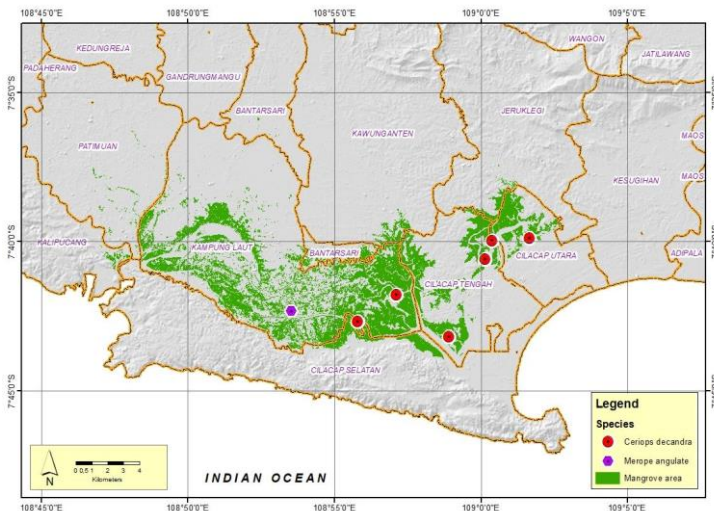 108°45'0"E 108°50'0"E 108°55'0"E 109°0'0"E 109°5'0"E
WANGON
KEDUNGREJA
JATILAWANG
PADAHERANG
GANDRUNGMANGU
7°35'0"S
BANTARSARI
JERUKLEGI
KAWUNGANTEN
MAOS
PATIMUAN
MAOS
KESUGIHAN
7°40'0"S
KALIPUCANG
KAMPUNG LAUT
BANTARSARI
CILACAP UTARA
ADIPALA
CILACAP TENGAH
CILACAP SELATAN
7°45'0"S
Legend
Species
Ceriops decandra
Merope angulate
Mangrove area
0 0,5 1 2 3 4
Kilometers
N
INDIAN OCEAN
108°45'0"E 108°50'0"E 108°55'0"E 109°0'0"E 109°5'0"E